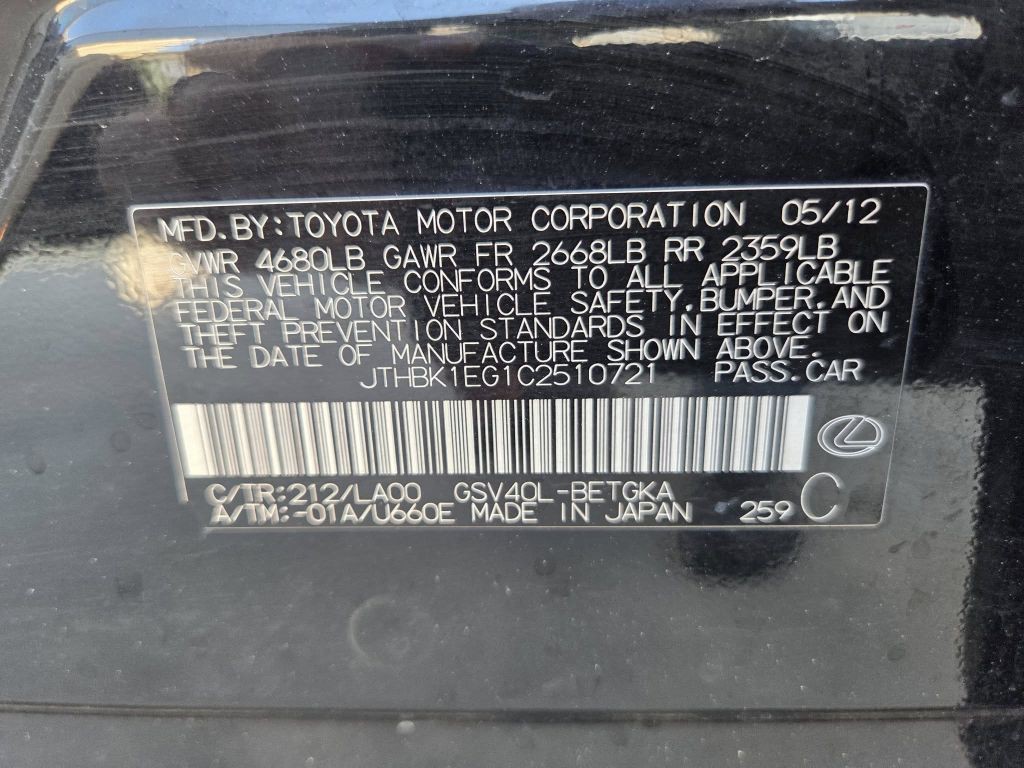 MFD.BY:TOYOTA MOTOR CORPORATION 05/12
GVWR 4680LB GAWR FR 2668LB RR 2359LB
THIS VEHICLE CONFORMS TO ALL APPLICABLE
FEDERAL MOTOR VEHICLE SAFETY,BUMPER,AND
THEFT PREVENTION STANDARDS IN EFFECT ON
THE DATE OF MANUFACTURE SHOWN ABOVE.
JTHBK1EG1C2510721 PASS.CAR
C/TR:212/LA00 GSV40L-BETGKA
A/TM:-01A/U660E MADE IN JAPAN 259 C